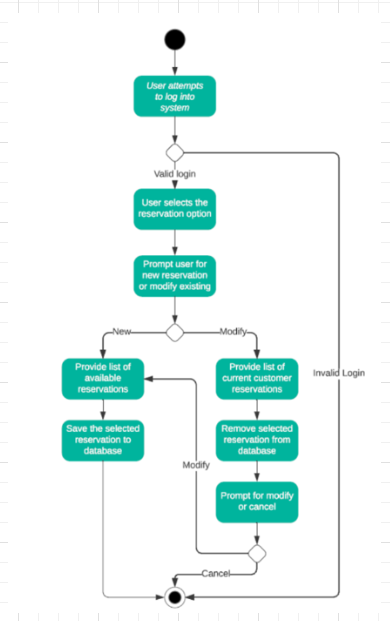 User attempts
to log into
system
Valid login
User selects the
reservation option
Prompt user for
new reservation
or modify existing
New
Modify
Provide list of
available
reservations
Provide list of
current customer
reservations
Invalid Login
Save the selected
reservation to
database
Remove selected
reservation from
database
Modify
Prompt for modify
or cancel
Cancel